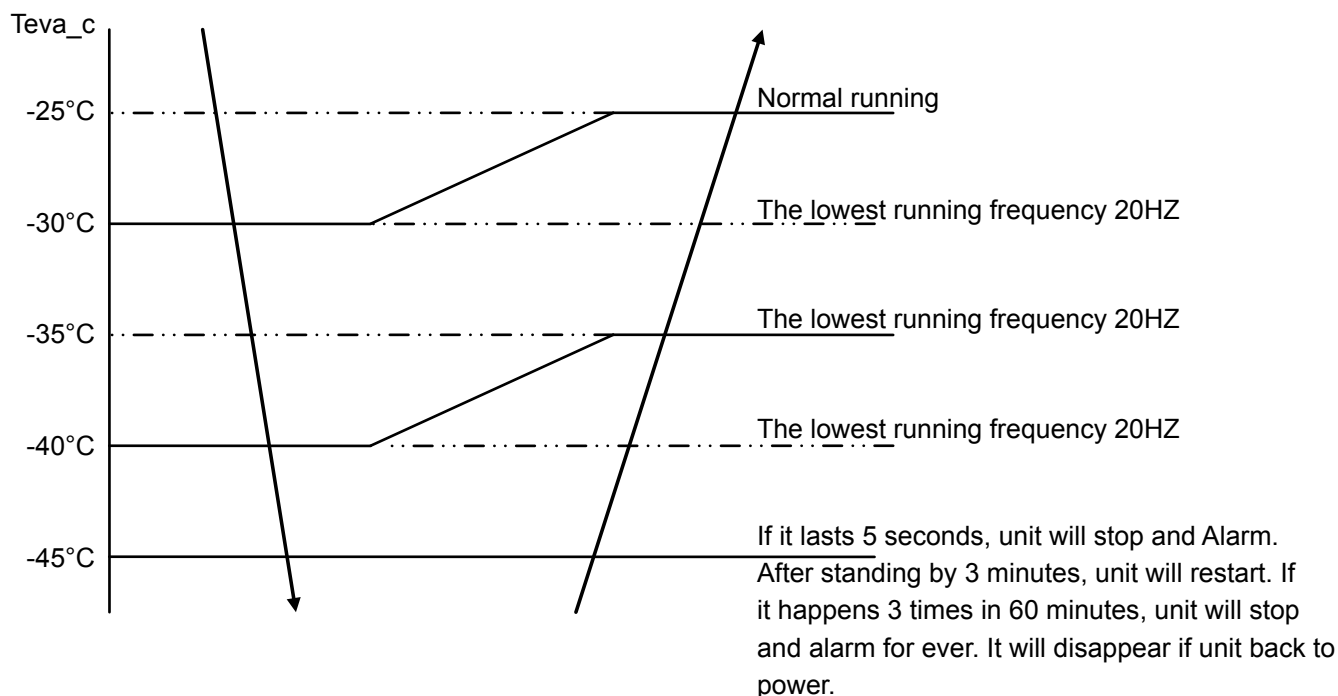 Teva_c
-25°C
Normal running
-30°C
The lowest running frequency 20HZ
-35°C
The lowest running frequency 20HZ
-40°C
The lowest running frequency 20HZ
-45°C
If it lasts 5 seconds, unit will stop and Alarm.
After standing by 3 minutes, unit will restart. If
it happens 3 times in 60 minutes, unit will stop
and alarm for ever. It will disappear if unit back to
power.